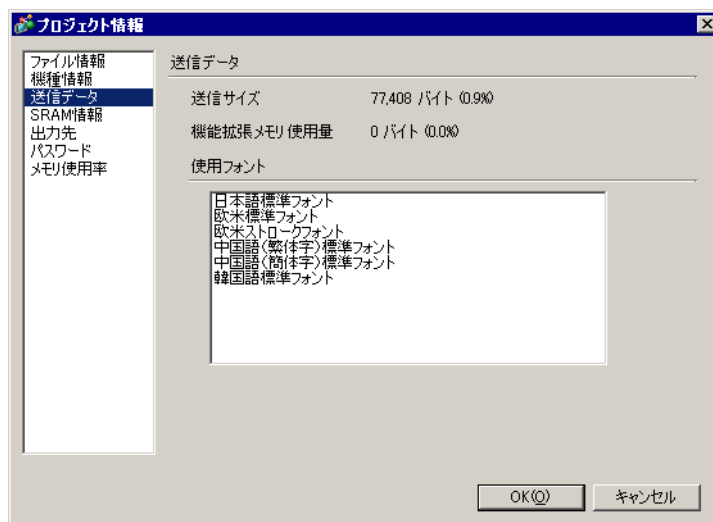 プロジェクト情報
ファイル情報
機種情報
送信データ
SRAM情報
出力先
パスワード
メモリ使用率
送信データ
送信サイズ 77,408 バイト (0.9%)
機能拡張メモリ使用量 0 バイト (0.0%)
使用フォント
日本語標準フォント
欧米標準フォント
欧米ストロークフォント
中国語(繁体字)標準フォント
中国語(簡体字)標準フォント
韓国語標準フォント
OK(O) キャンセル